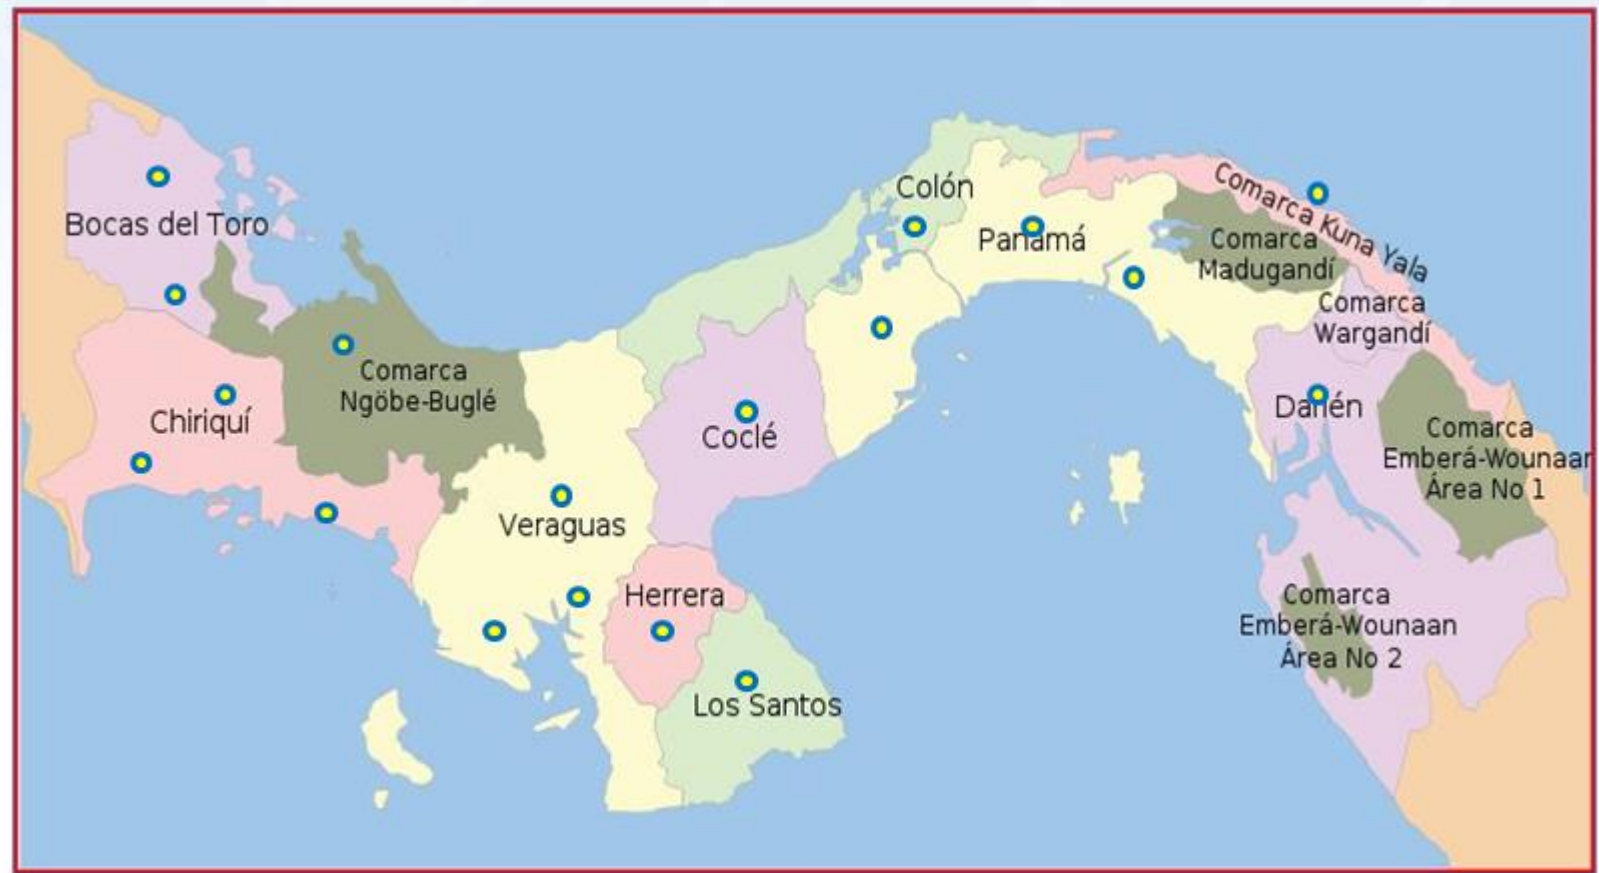 Bocas del Toro
Chiriquí
Comarca
Ngöbe-Buglé
Veraguas
Herrera
Los Santos
Coclé
Colón
Panamá
Comarca Kuna Yala
Comarca
Madugandí
Comarca
Wargandí
Darién
Comarca
Emberá-Wounaan
Área No 1
Comarca
Emberá-Wounaan
Área No 2